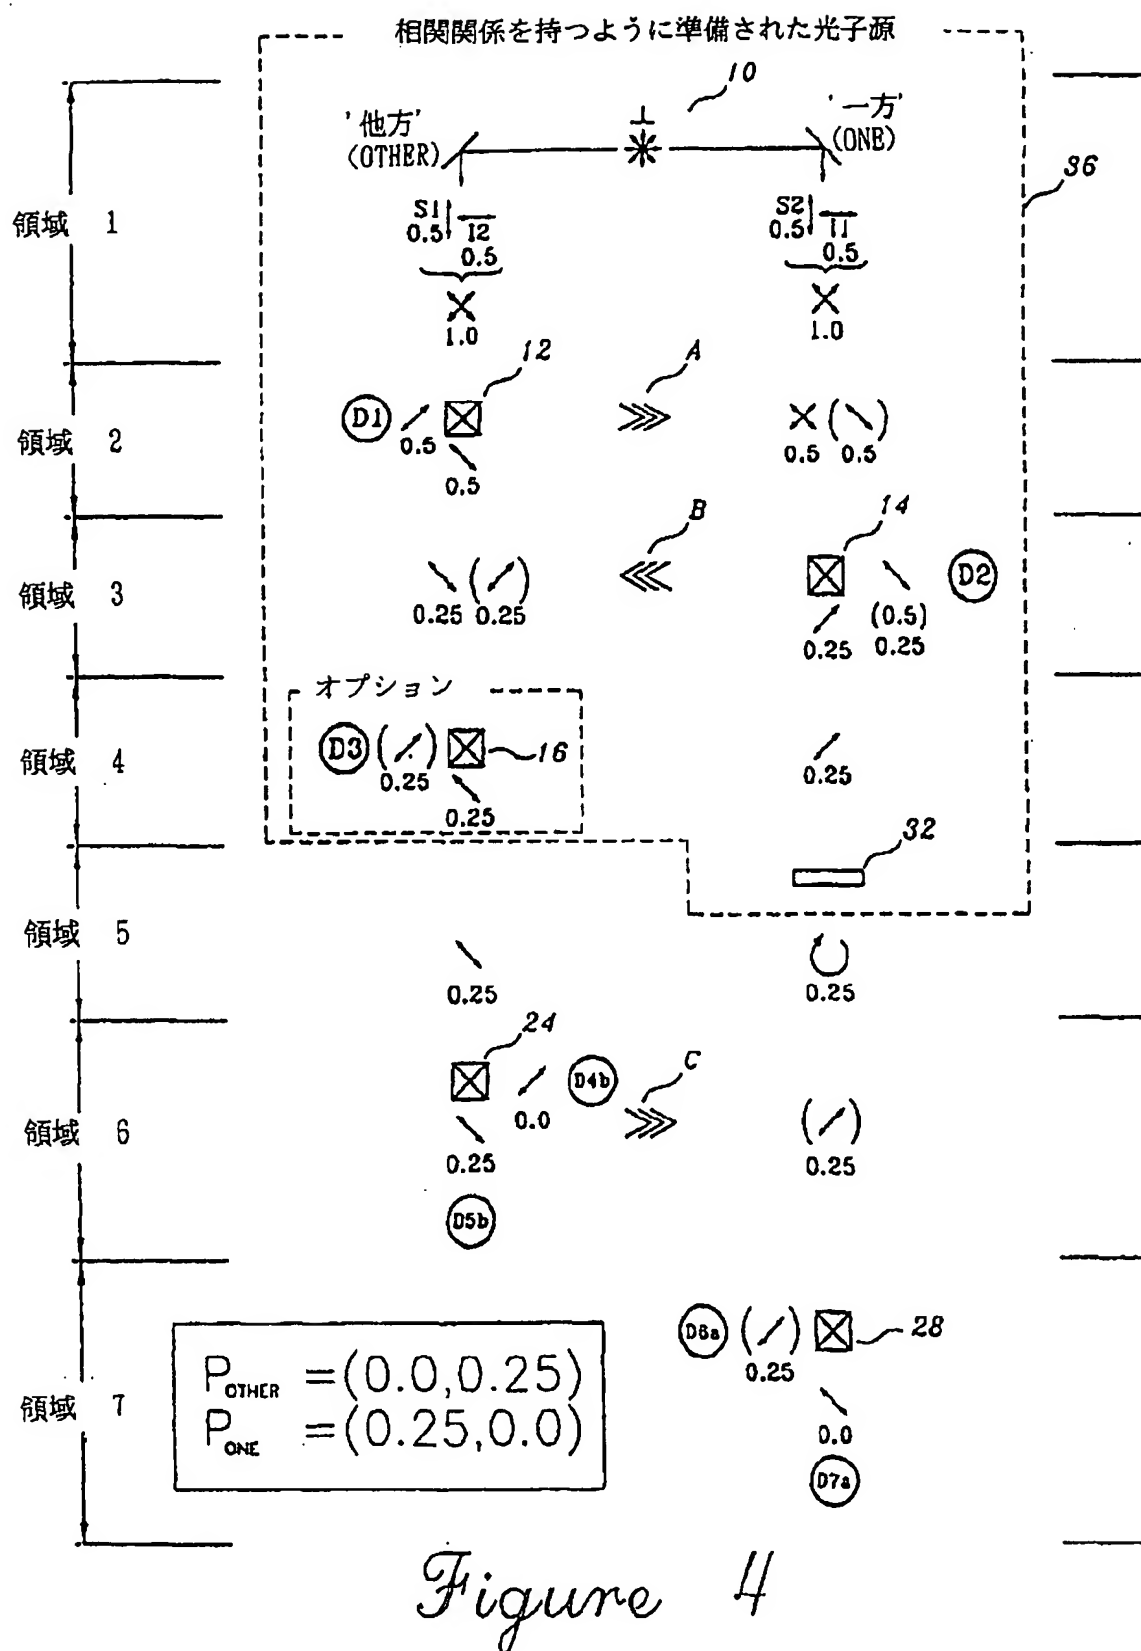 相関関係を持つように準備された光子源
10
'他方'
(OTHER)
'一方'
(ONE)
36
領域 1
S1
0.5
I2
0.5
S2
0.5
I1
0.5
1.0
1.0
12
A
領域 2
D1
0.5
0.5
0.5
(0.5)
B
14
領域 3
0.25
(0.25)
D2
0.25
(0.5)
0.25
オプション
領域 4
D3
(0.25)
16
0.25
0.25
32
領域 5
0.25
0.25
24
C
領域 6
D4b
0.0
0.25
(0.25)
D5b
領域 7
P OTHER =(0.0,0.25)
P ONE =(0.25,0.0)
D6a
(0.25)
28
0.0
D7a
Figure 4